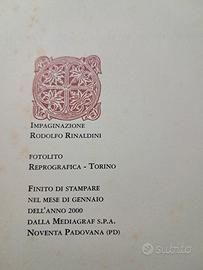 IMPAGINAZIONE
RODOLFO RINALDINI
FOTOLITO
REPROGRAFICA - TORINO
FINITO DI STAMPARE
NEL MESE DI GENNAIO
DELL'ANNO 2000
DALLA MEDIAGRAF S.P.A.
NOVENTA PADOVANA (PD)
subito